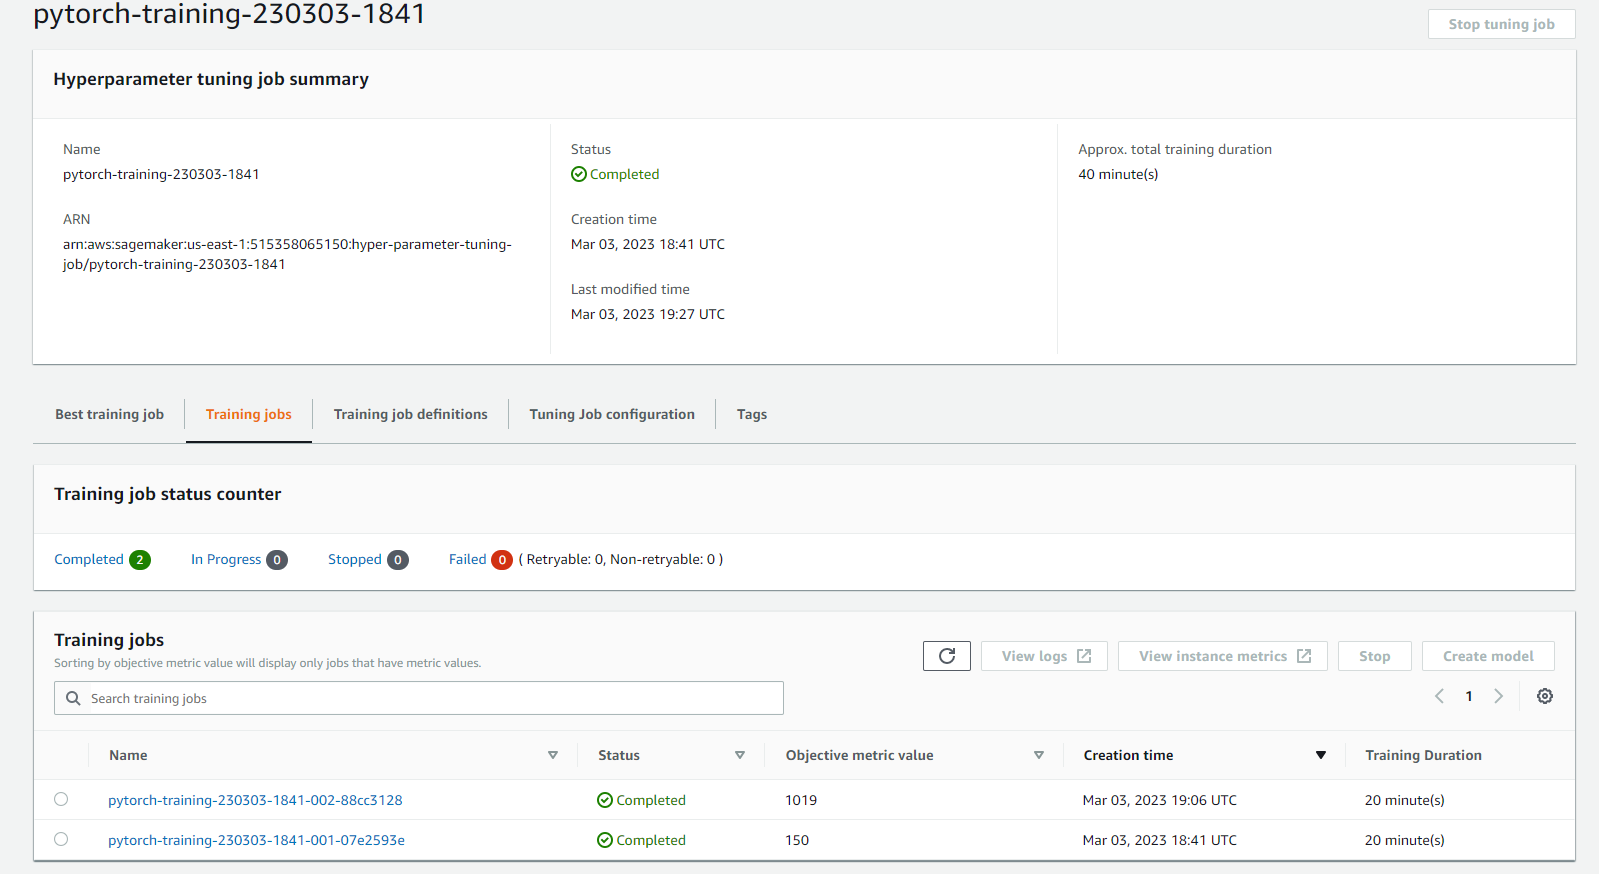 pytorch-training-230303-1841
Stop tuning job
Hyperparameter tuning job summary
Name
pytorch-training-230303-1841
ARN
arn:aws:sagemaker:us-east-1:515358065150:hyper-parameter-tuning-
job/pytorch-training-230303-1841
Status
Completed
Creation time
Mar 03, 2023 18:41 UTC
Last modified time
Mar 03, 2023 19:27 UTC
Approx. total training duration
40 minute(s)
Best training job
Training jobs
Training job definitions
Tuning Job configuration
Tags
Training job status counter
Completed 2 In Progress 0 Stopped 0 Failed 0 ( Retryable: 0, Non-retryable: 0 )
Training jobs
Sorting by objective metric value will display only jobs that have metric values.
View logs
View instance metrics
Stop
Create model
Search training jobs
1
Name Status Objective metric value Creation time Training Duration
pytorch-training-230303-1841-002-88cc3128 Completed 1019 Mar 03, 2023 19:06 UTC 20 minute(s)
pytorch-training-230303-1841-001-07e2593e Completed 150 Mar 03, 2023 18:41 UTC 20 minute(s)